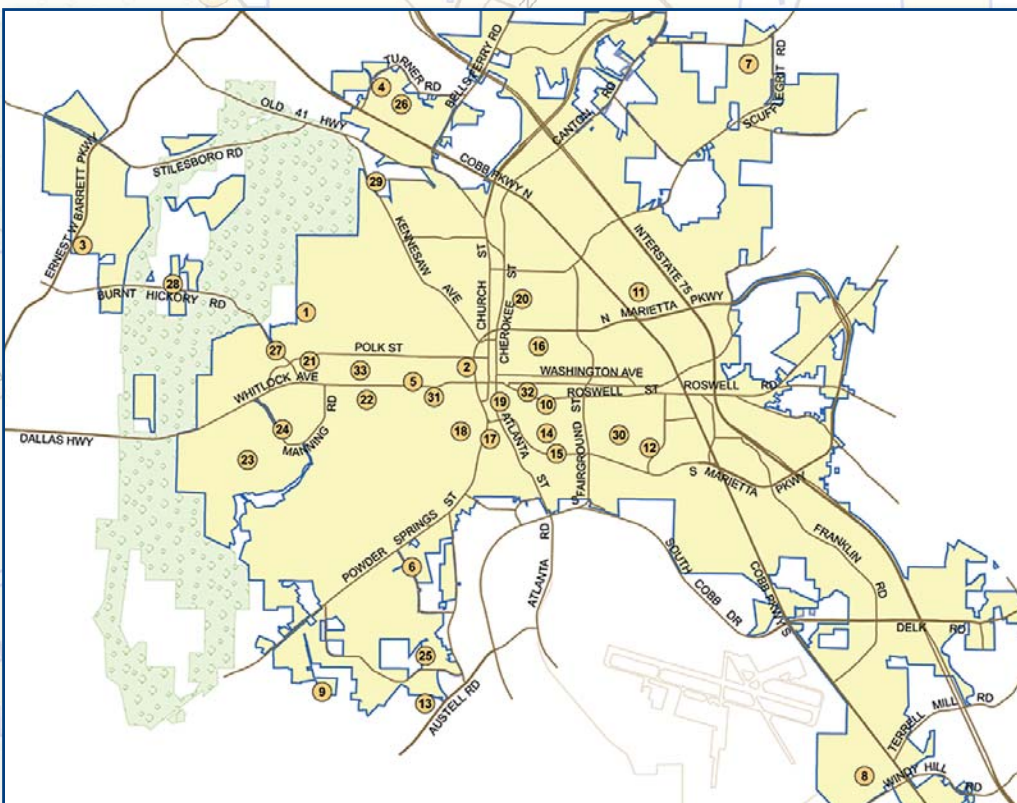 7
TURNER RD
4
26
BELLS FERRY RD
CANTON RD
SCUFFLEGRIT RD
OLD 41 HWY
STILESBORO RD
COBB PKWY N
ERNEST W BARRETT PKWY
29
3
KENNESAW AVE
CHURCH ST
CHEROKEE ST
INTERSTATE 75
28
BURNT HICKORY RD
11
20
1
N MARIETTA PKWY
16
27
21
POLK ST
33
2
WASHINGTON AVE
WHITLOCK AVE
5
31
22
32
19
10
ROSWELL ST
ROSWELL RD
DALLAS HWY
24
MANNING RD
23
18
17
ATLANTA ST
14
15
S FAIRGROUND ST
30
12
S MARIETTA PKWY
POWDER SPRINGS ST
6
ATLANTA RD
SOUTH COBB DR
COBB PKWY S
FRANKLIN RD
DELK RD
25
9
13
AUSTELL RD
TERRELL MILL RD
8
WINDY HILL RD